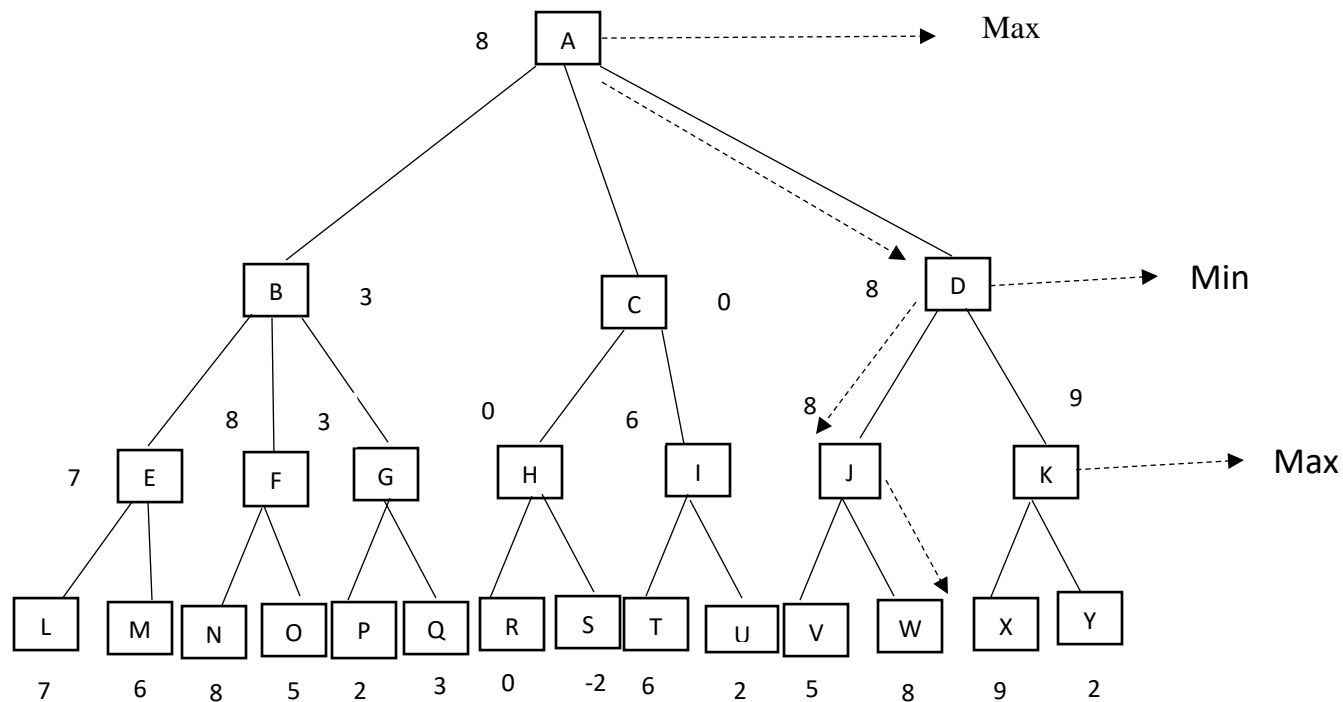 8 A Max
B 3 C 0 8 D Min
7 E 8 F 3 G 0 H 6 I 8 J 9 K Max
L M N O P Q R S T U V W X Y
7 6 8 5 2 3 0 -2 6 2 5 8 9 2